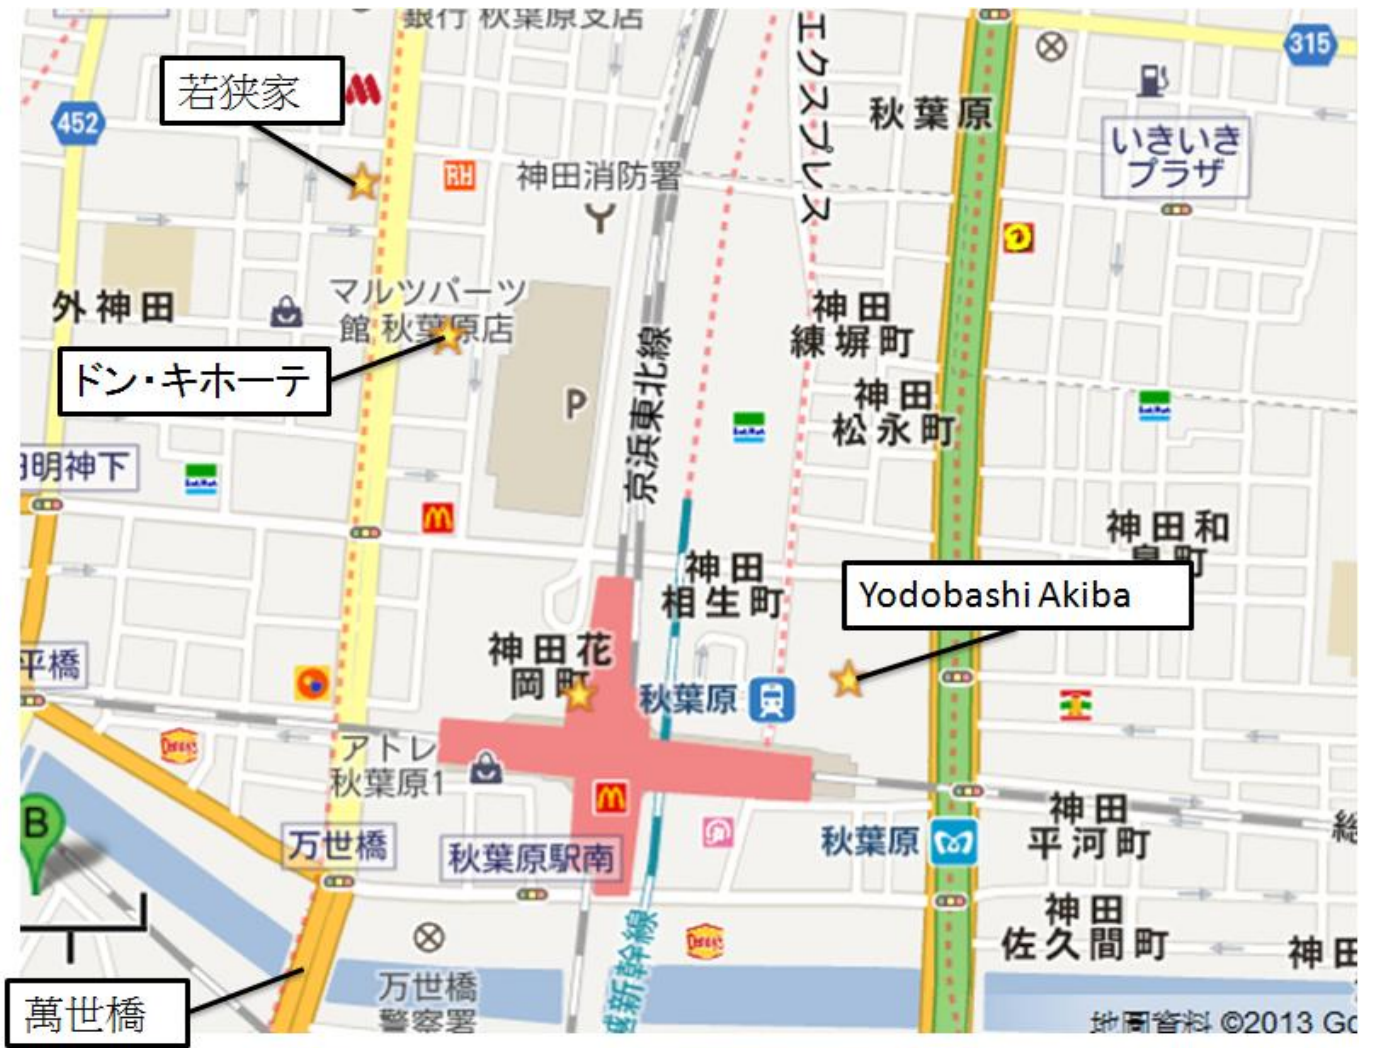 銀行 秋葉原支店
315
若狭家
452
エクスプレス
秋葉原
いきいき
プラザ
RH
神田消防署
マルツパーツ
館 秋葉原店
外神田
ドン・キホーテ
P
京浜東北線
神田
練塀町
神田
松永町
明神下
神田和
泉町
神田
相生町
Yodobashi Akiba
神田花
岡町
平橋
秋葉原
Denny's
アトレ
秋葉原1
B
万世橋
秋葉原駅南
秋葉原
神田
平河町
総
神田
佐久間町
神田
Denny's
新幹線
万世橋
警察署
萬世橋
地圖資料 ©2013 Go